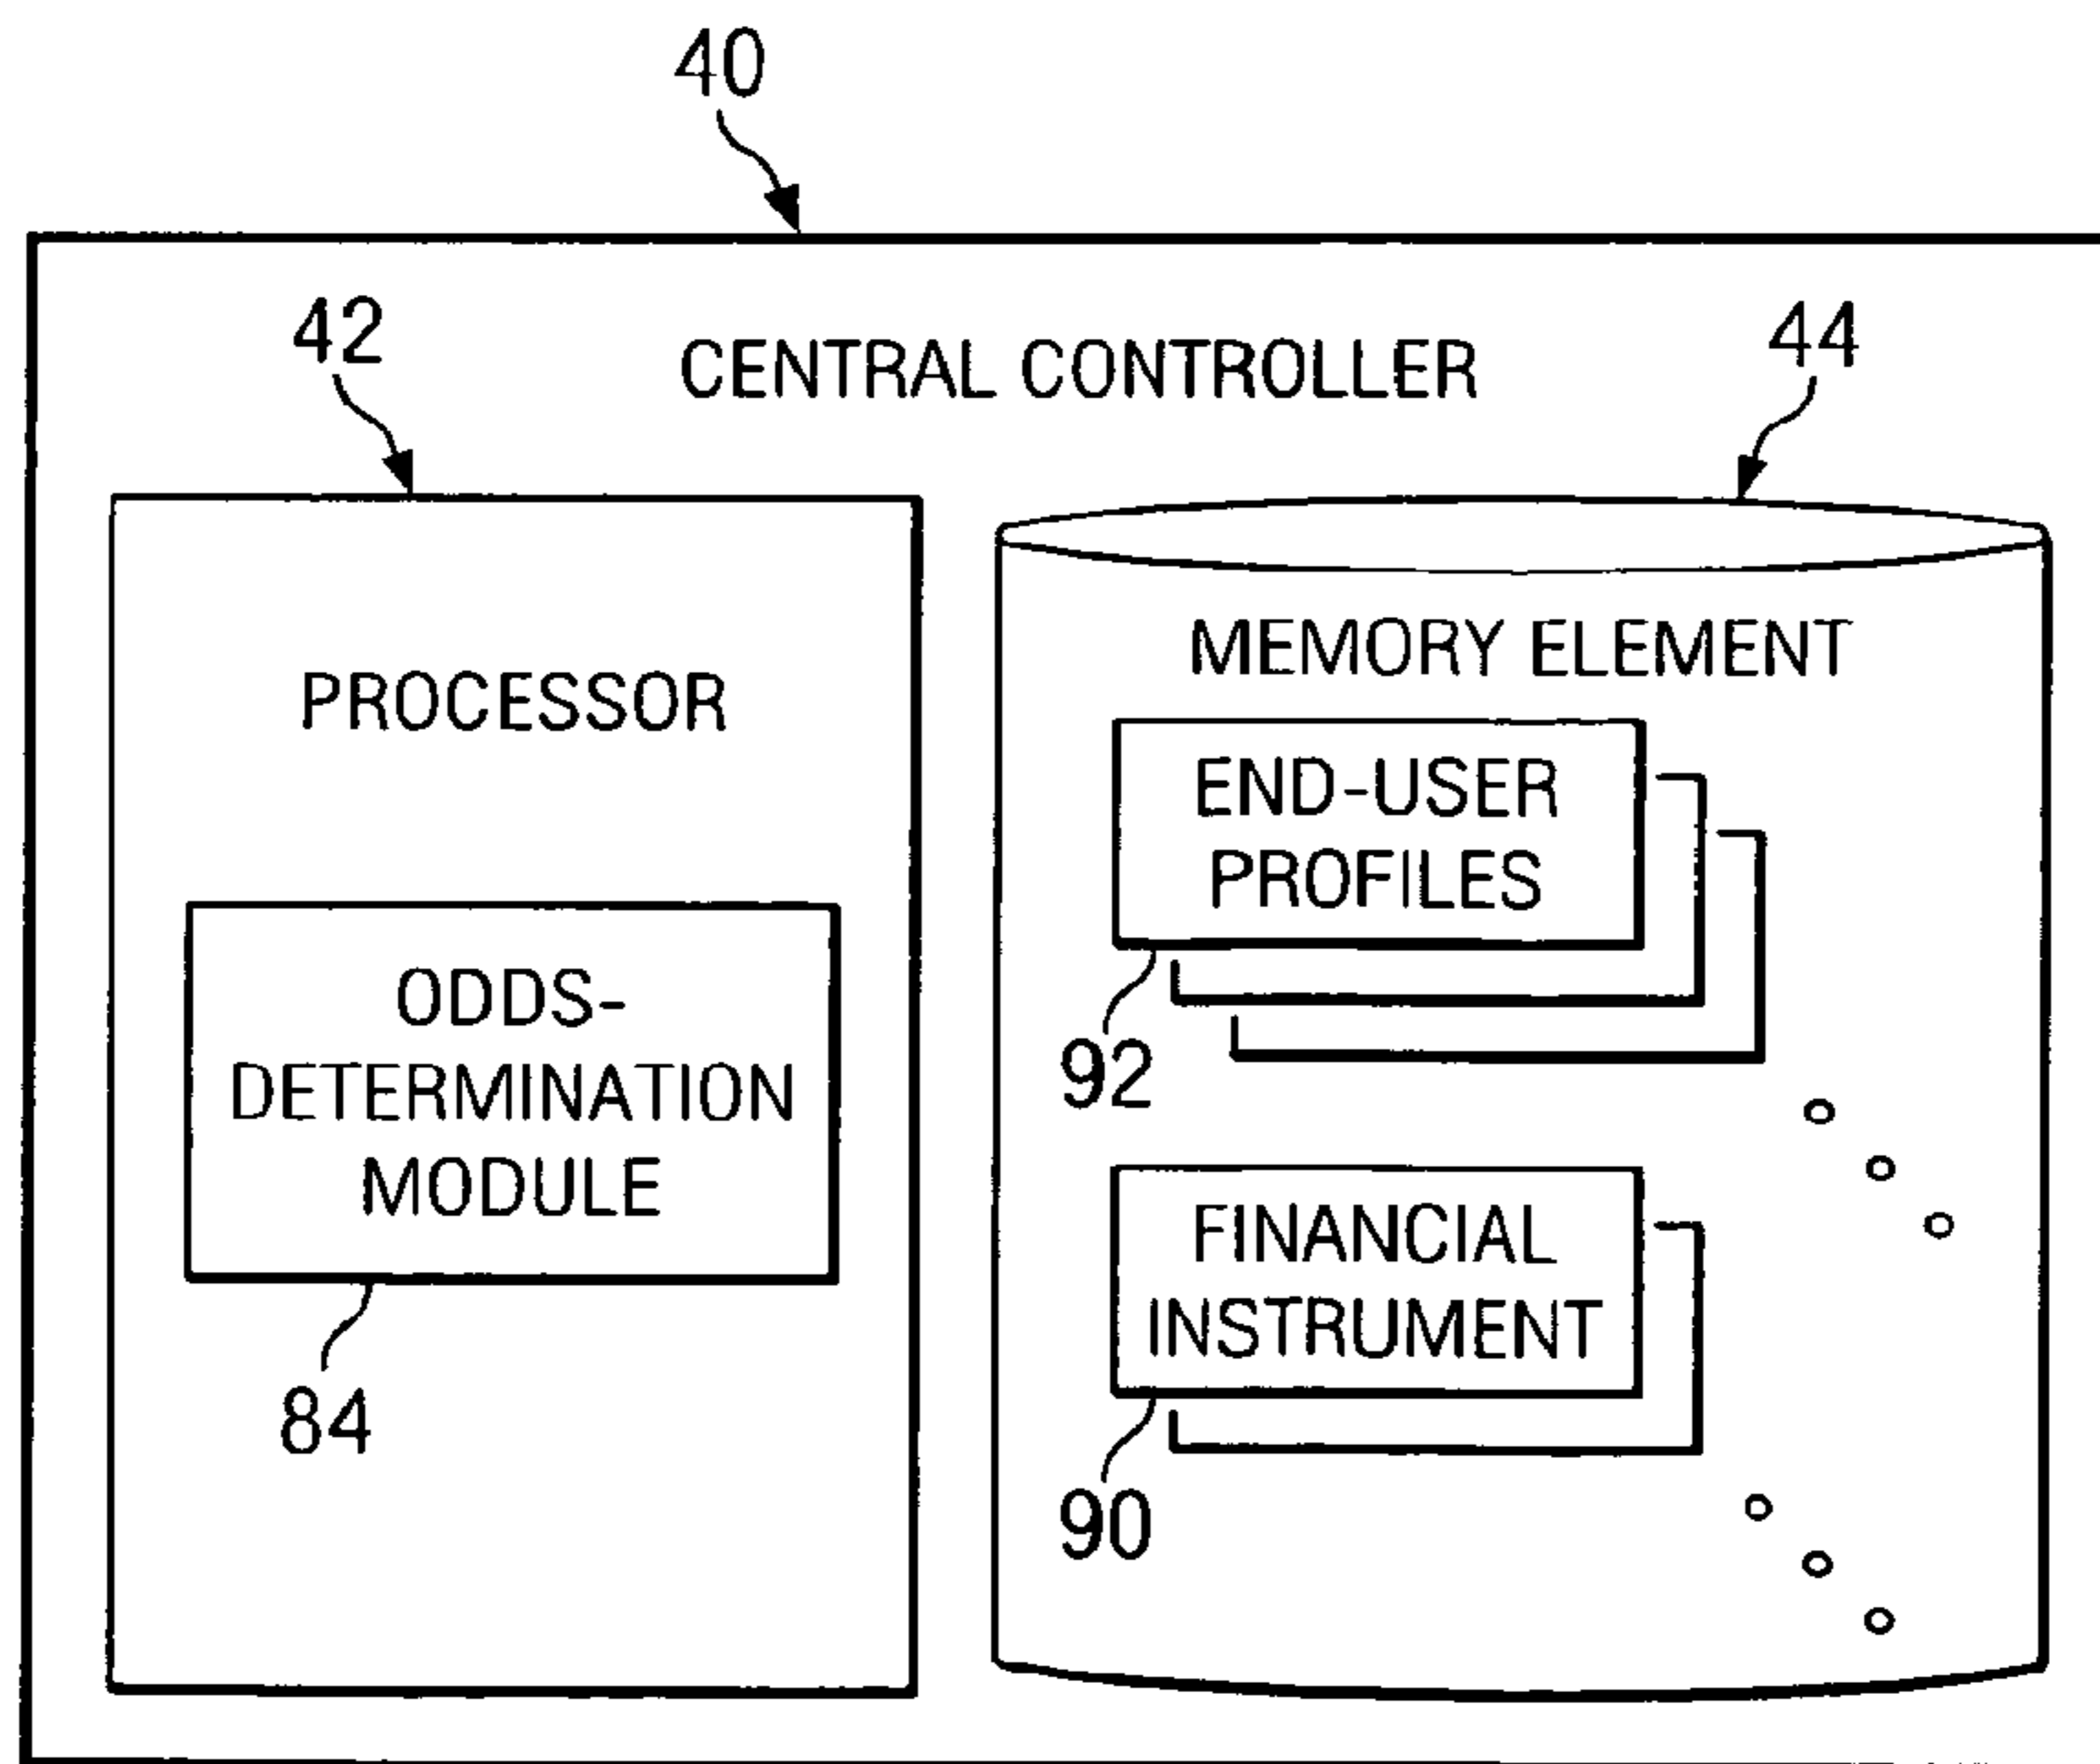 40
42
CENTRAL CONTROLLER
44
PROCESSOR
ODDS-
DETERMINATION
MODULE
84
MEMORY ELEMENT
END-USER
PROFILES
92
FINANCIAL
INSTRUMENT
90